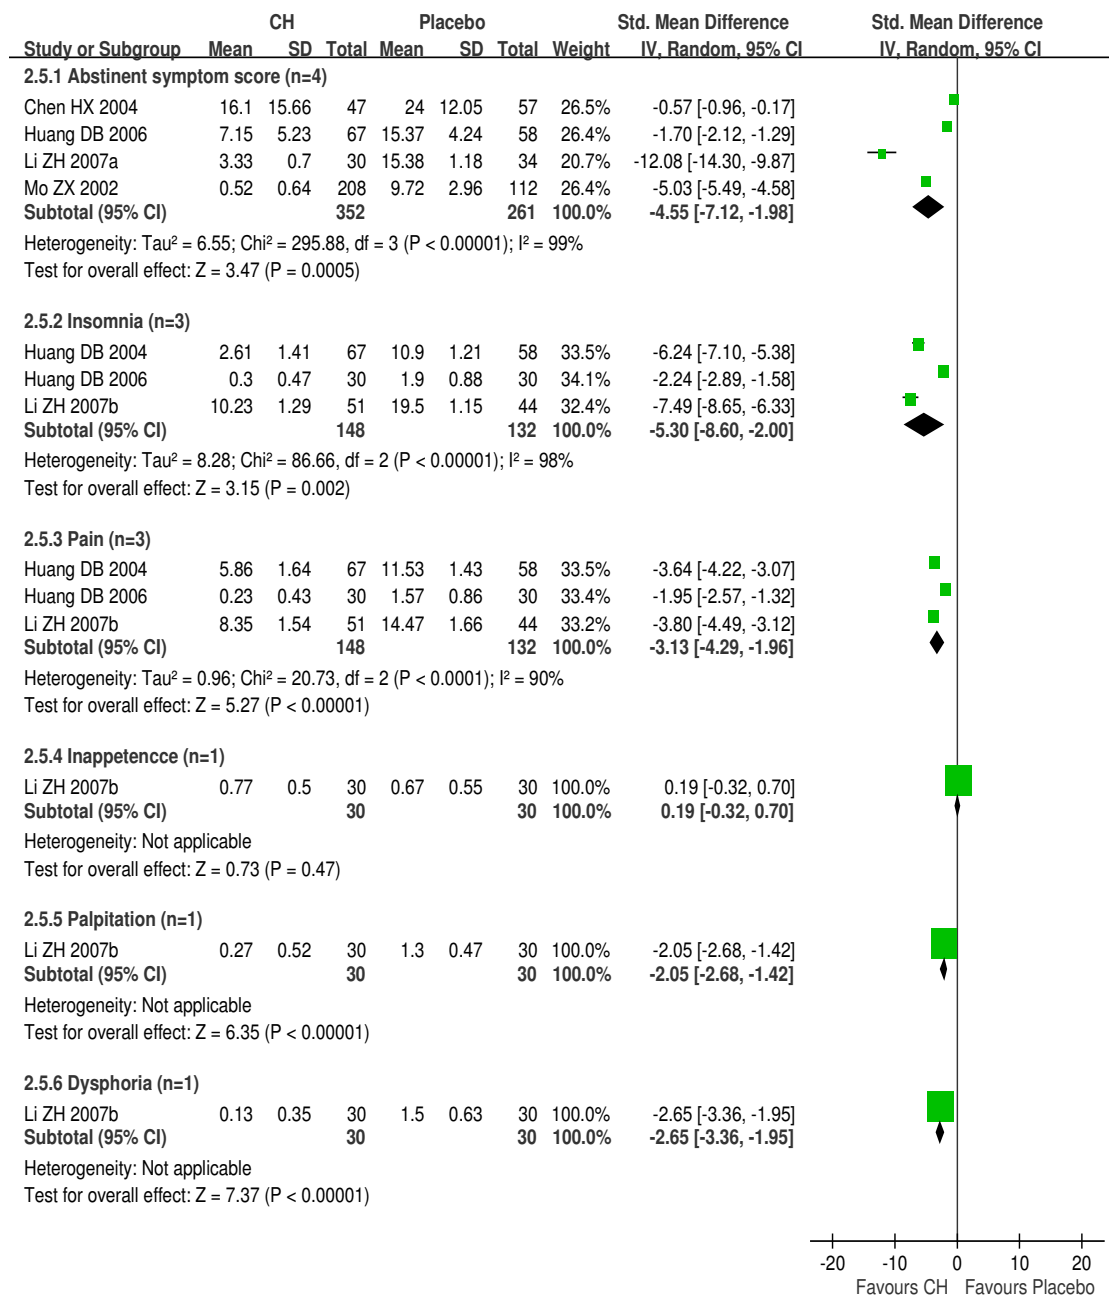 CH Placebo Std. Mean Difference Std. Mean Difference
Study or Subgroup Mean SD Total Mean SD Total Weight IV, Random, 95% CI IV, Random, 95% CI
2.5.1 Abstinent symptom score (n=4)
Chen HX 2004 16.1 15.66 47 24 12.05 57 26.5% -0.57 [-0.96, -0.17]
Huang DB 2006 7.15 5.23 67 15.37 4.24 58 26.4% -1.70 [-2.12, -1.29]
Li ZH 2007a 3.33 0.7 30 15.38 1.18 34 20.7% -12.08 [-14.30, -9.87]
Mo ZX 2002 0.52 0.64 208 9.72 2.96 112 26.4% -5.03 [-5.49, -4.58]
Subtotal (95% CI) 352 261 100.0% -4.55 [-7.12, -1.98]
Heterogeneity: Tau² = 6.55; Chi² = 295.88, df = 3 (P < 0.00001); I² = 99%
Test for overall effect: Z = 3.47 (P = 0.0005)
2.5.2 Insomnia (n=3)
Huang DB 2004 2.61 1.41 67 10.9 1.21 58 33.5% -6.24 [-7.10, -5.38]
Huang DB 2006 0.3 0.47 30 1.9 0.88 30 34.1% -2.24 [-2.89, -1.58]
Li ZH 2007b 10.23 1.29 51 19.5 1.15 44 32.4% -7.49 [-8.65, -6.33]
Subtotal (95% CI) 148 132 100.0% -5.30 [-8.60, -2.00]
Heterogeneity: Tau² = 8.28; Chi² = 86.66, df = 2 (P < 0.00001); I² = 98%
Test for overall effect: Z = 3.15 (P = 0.002)
2.5.3 Pain (n=3)
Huang DB 2004 5.86 1.64 67 11.53 1.43 58 33.5% -3.64 [-4.22, -3.07]
Huang DB 2006 0.23 0.43 30 1.57 0.86 30 33.4% -1.95 [-2.57, -1.32]
Li ZH 2007b 8.35 1.54 51 14.47 1.66 44 33.2% -3.80 [-4.49, -3.12]
Subtotal (95% CI) 148 132 100.0% -3.13 [-4.29, -1.96]
Heterogeneity: Tau² = 0.96; Chi² = 20.73, df = 2 (P < 0.0001); I² = 90%
Test for overall effect: Z = 5.27 (P < 0.00001)
2.5.4 Inappetencce (n=1)
Li ZH 2007b 0.77 0.5 30 0.67 0.55 30 100.0% 0.19 [-0.32, 0.70]
Subtotal (95% CI) 30 30 100.0% 0.19 [-0.32, 0.70]
Heterogeneity: Not applicable
Test for overall effect: Z = 0.73 (P = 0.47)
2.5.5 Palpitation (n=1)
Li ZH 2007b 0.27 0.52 30 1.3 0.47 30 100.0% -2.05 [-2.68, -1.42]
Subtotal (95% CI) 30 30 100.0% -2.05 [-2.68, -1.42]
Heterogeneity: Not applicable
Test for overall effect: Z = 6.35 (P < 0.00001)
2.5.6 Dysphoria (n=1)
Li ZH 2007b 0.13 0.35 30 1.5 0.63 30 100.0% -2.65 [-3.36, -1.95]
Subtotal (95% CI) 30 30 100.0% -2.65 [-3.36, -1.95]
Heterogeneity: Not applicable
Test for overall effect: Z = 7.37 (P < 0.00001)
-20 -10 0 10 20
Favours CH Favours Placebo